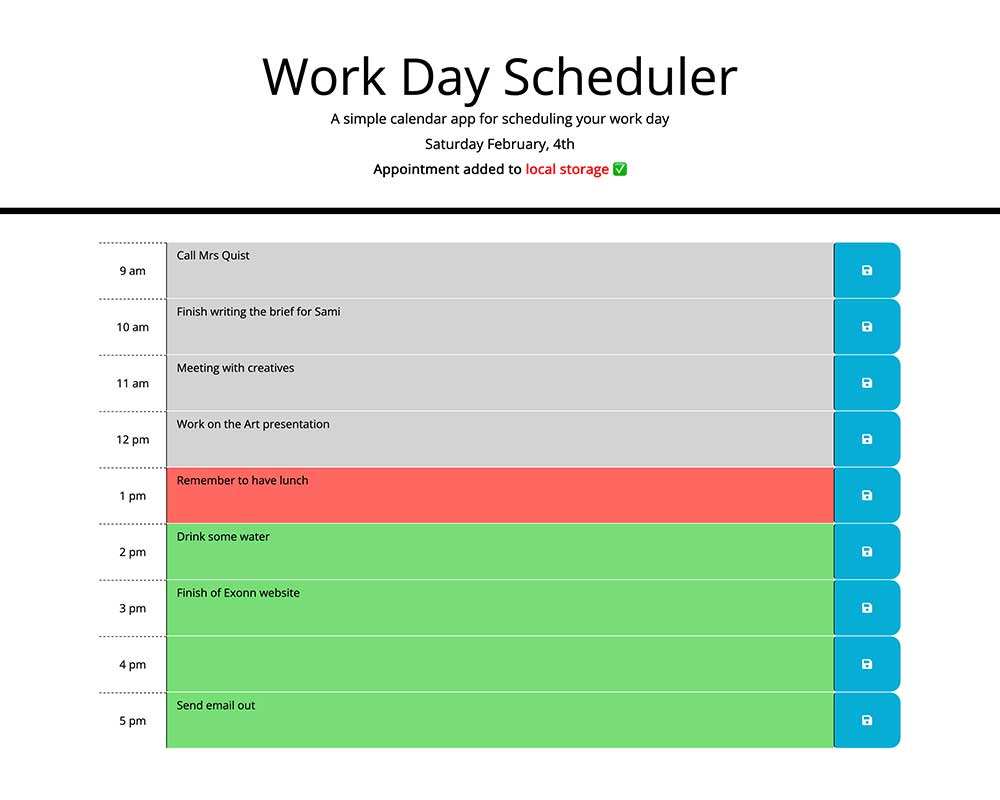 Work Day Scheduler
A simple calendar app for scheduling your work day
Saturday February, 4th
Appointment added to local storage ✅
9 am Call Mrs Quist
10 am Finish writing the brief for Sami
11 am Meeting with creatives
12 pm Work on the Art presentation
1 pm Remember to have lunch
2 pm Drink some water
3 pm Finish of Exonn website
4 pm
5 pm Send email out